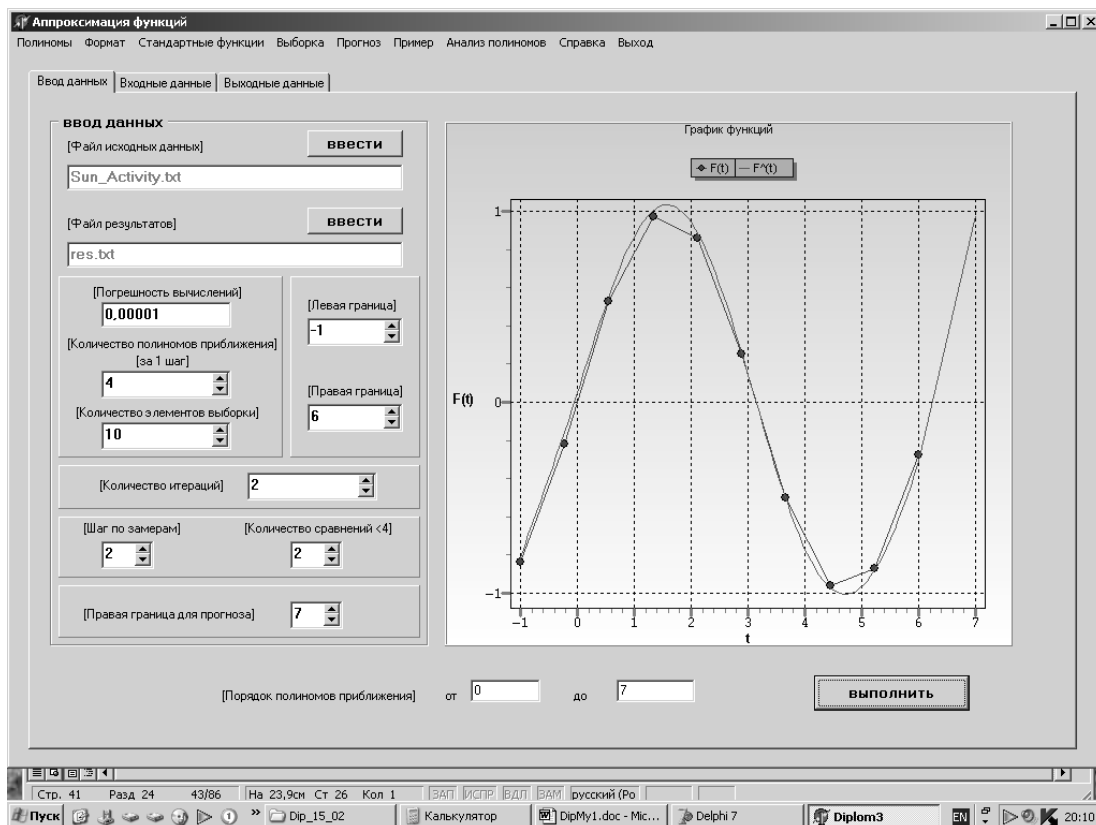 Аппроксимация функций
Полиномы Формат Стандартные функции Выборка Прогноз Пример Анализ полиномов Справка Выход
Ввод данных Входные данные Выходные данные
ввод данных
[Файл исходных данных] ввести
Sun_Activity.txt
[Файл результатов] ввести
res.txt
[Погрешность вычислений]
0,00001
[Количество полиномов приближения]
[за 1 шаг]
4
[Количество элементов выборки]
10
[Левая граница]
-1
[Правая граница]
6
[Количество итераций] 2
[Шаг по замерам] [Количество сравнений <4]
2 2
[Правая граница для прогноза] 7
График функций
F(t) F^(t)
1
F(t) 0
-1
-1 0 1 2 3 4 5 6 7
t
[Порядок полиномов приближения] от 0 до 7 выполнить
Стр. 41 Разд 24 43/86 На 23,9см Ст 26 Кол 1 ЗАП ИСПР ВДЛ ЗАМ русский (Ро
Пуск » Dip_15_02 Калькулятор DipMy1.doc - Mic... Delphi 7 Diplom3 EN 20:10